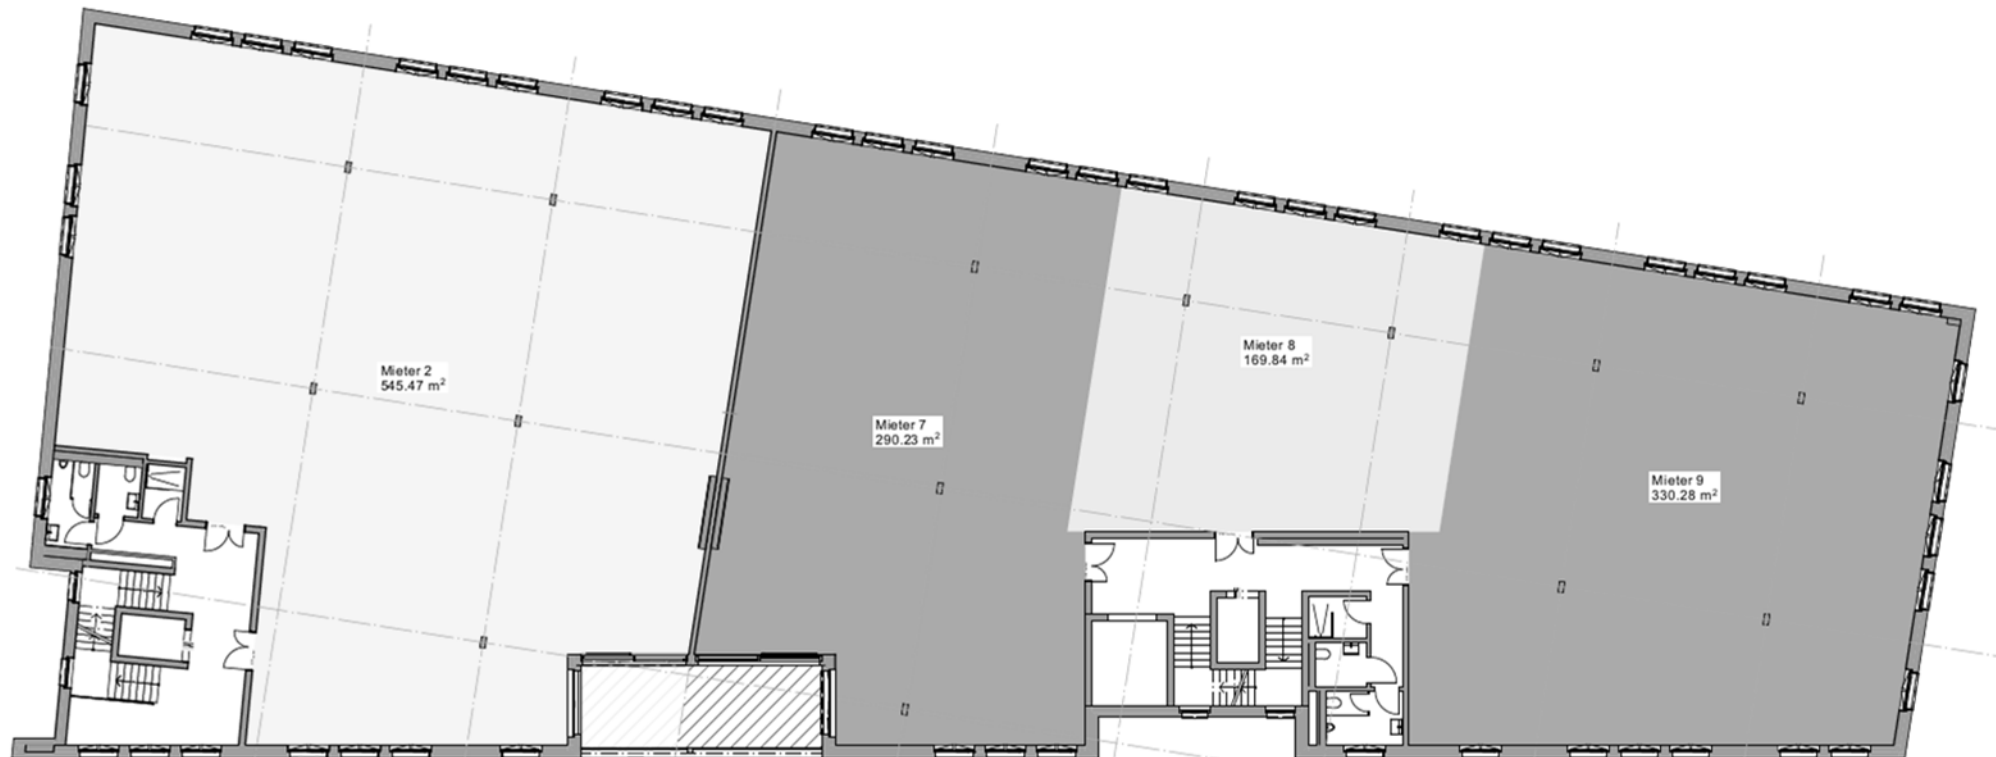 Mieter 2
545.47 m²
Mieter 7
290.23 m²
Mieter 8
169.84 m²
Mieter 9
330.28 m²